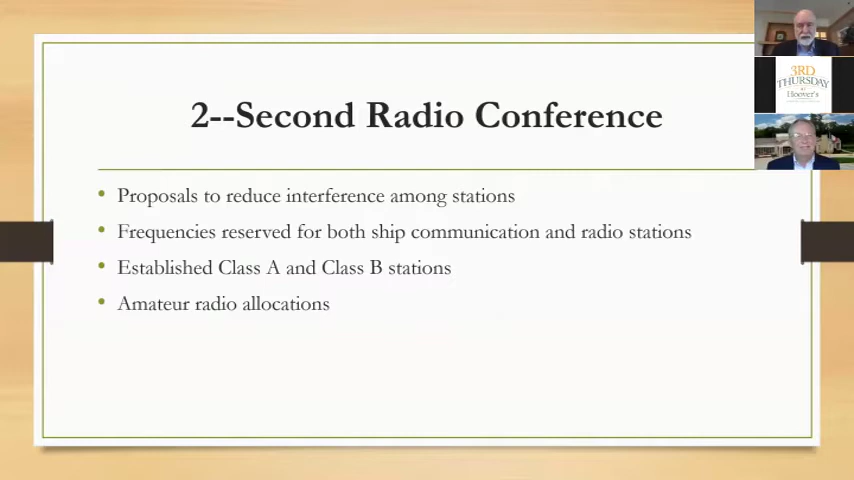 2--Second Radio Conference
Proposals to reduce interference among stations
Frequencies reserved for both ship communication and radio stations
Established Class A and Class B stations
Amateur radio allocations
3RD
THURSDAY
at
Hoover's